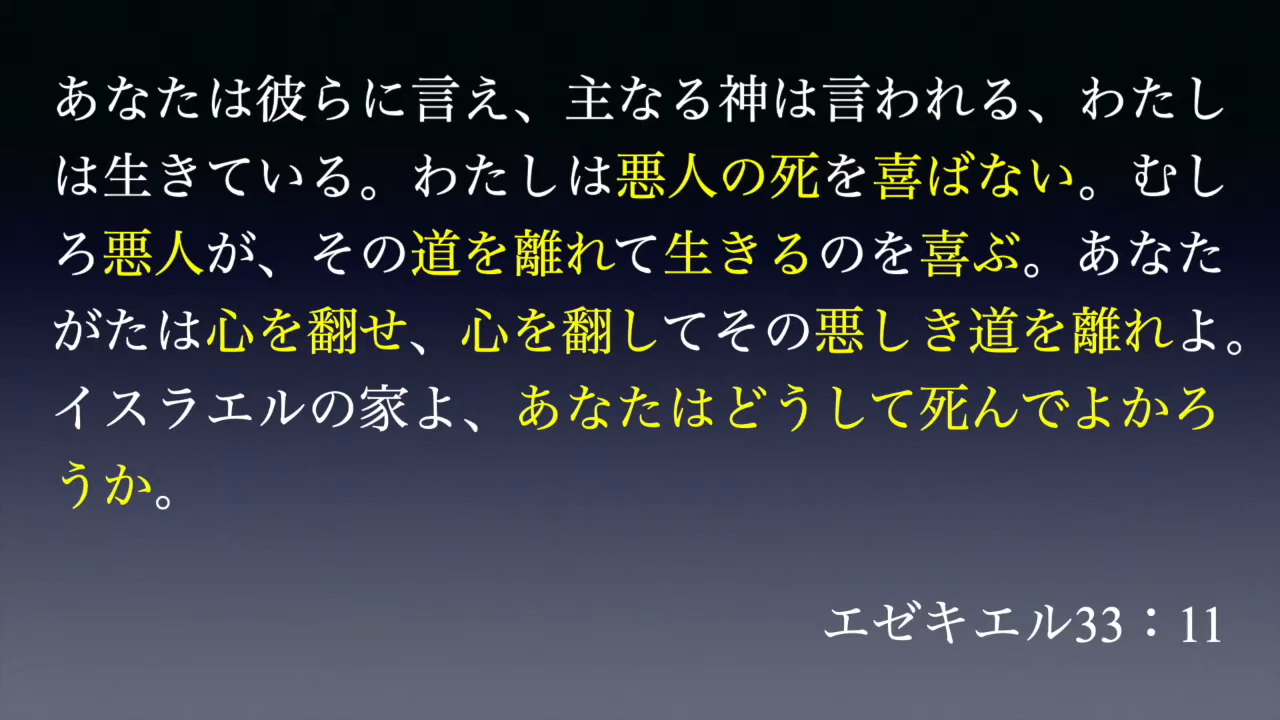 あなたは彼らに言え、主なる神は言われる、わたし
は生きている。わたしは悪人の死を喜ばない。むし
ろ悪人が、その道を離れて生きるのを喜ぶ。あなた
がたは心を翻せ、心を翻してその悪しき道を離れよ。
イスラエルの家よ、あなたはどうして死んでよかろ
うか。
エゼキエル33：11